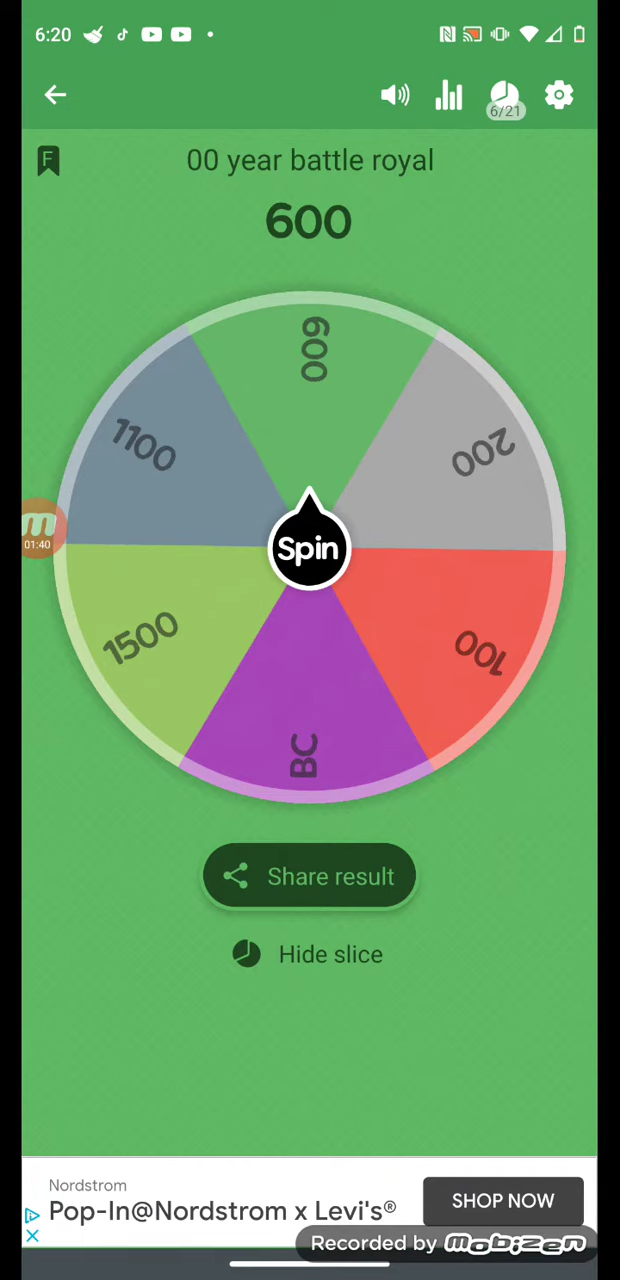 6:20
6/21
F
00 year battle royal
600
600
1100
200
Spin
m
01:40
1500
100
BC
Share result
Hide slice
Nordstrom
Pop-In@Nordstrom x Levi's®
SHOP NOW
Recorded by mobizen